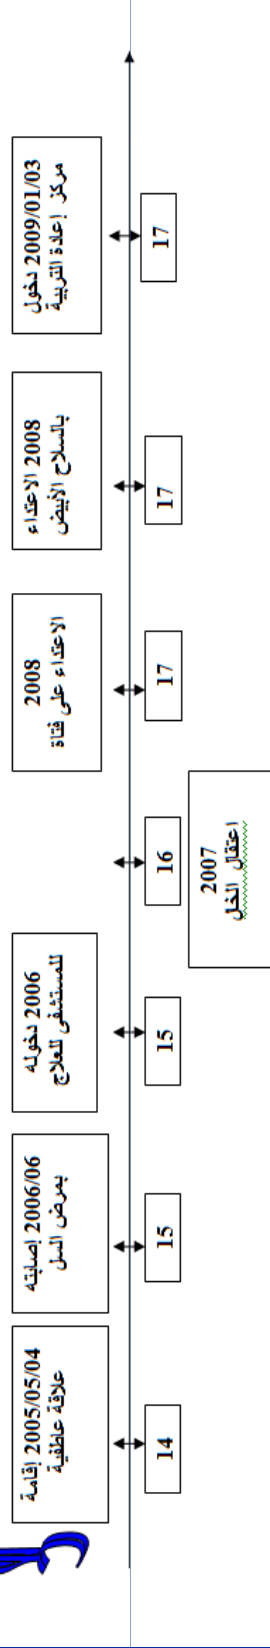 2005/05/04 إقامة
علاقة عاطفية
14
2006/06 إصابته
بمرض السل
15
2006 دخوله
للمستشفى للعلاج
15
16
2007
اعتقال الخل
2008
الاعتداء على فتاة
17
2008 الاعتداء
بالسلاح الأبيض
17
2009/01/03 دخول
مركز إعادة التربية
17